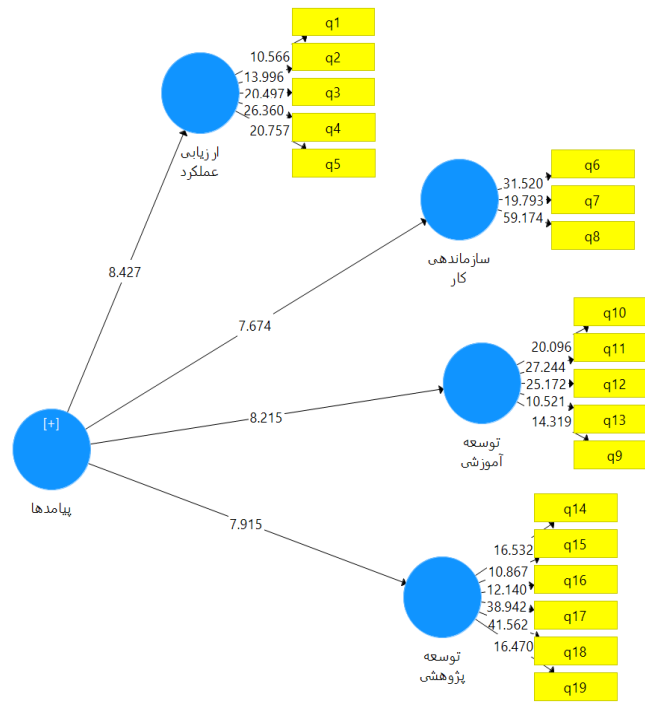 q1
10.566
q2
13.996
20.497
q3
26.360
q4
20.757
q5
ارزیابی
عملکرد
q6
31.520
19.793
q7
59.174
q8
سازماندهی
کار
8.427
7.674
q10
20.096
q11
27.244
25.172
q12
10.521
q13
14.319
q9
توسعه
آموزشی
8.215
[+]
پیامدها
7.915
q14
16.532
q15
10.867
12.140
q16
38.942
q17
41.562
16.470
q18
q19
توسعه
پژوهشی